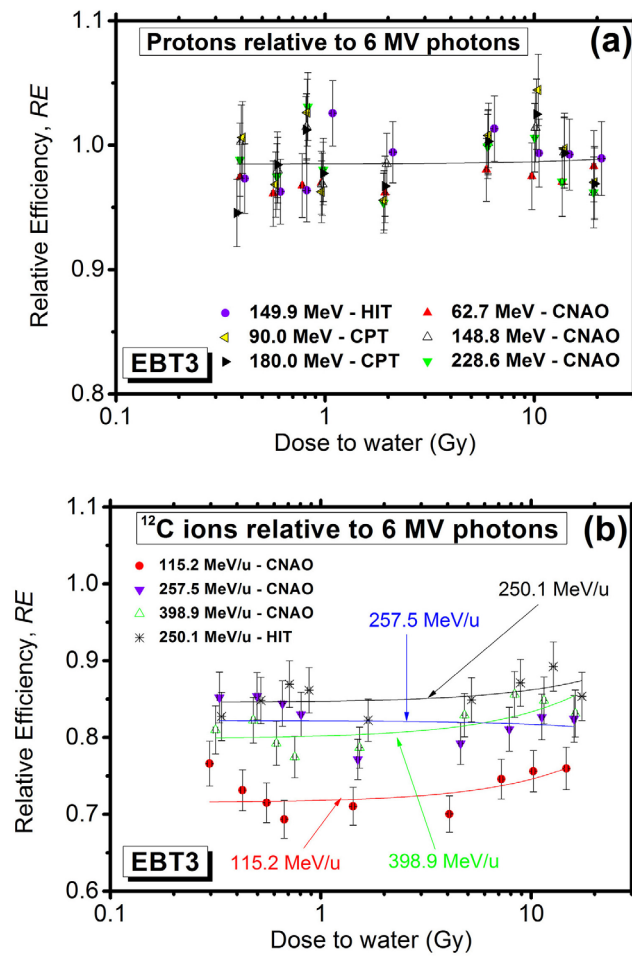 Protons relative to 6 MV photons
(a)
Relative Efficiency, RE
1.1
1.0
0.9
0.8
149.9 MeV - HIT
90.0 MeV - CPT
180.0 MeV - CPT
62.7 MeV - CNAO
148.8 MeV - CNAO
228.6 MeV - CNAO
EBT3
0.1
1
10
Dose to water (Gy)
¹²C ions relative to 6 MV photons
(b)
Relative Efficiency, RE
1.1
1.0
0.9
0.8
0.7
0.6
115.2 MeV/u - CNAO
257.5 MeV/u - CNAO
398.9 MeV/u - CNAO
250.1 MeV/u - HIT
250.1 MeV/u
257.5 MeV/u
115.2 MeV/u
398.9 MeV/u
EBT3
0.1
1
10
Dose to water (Gy)